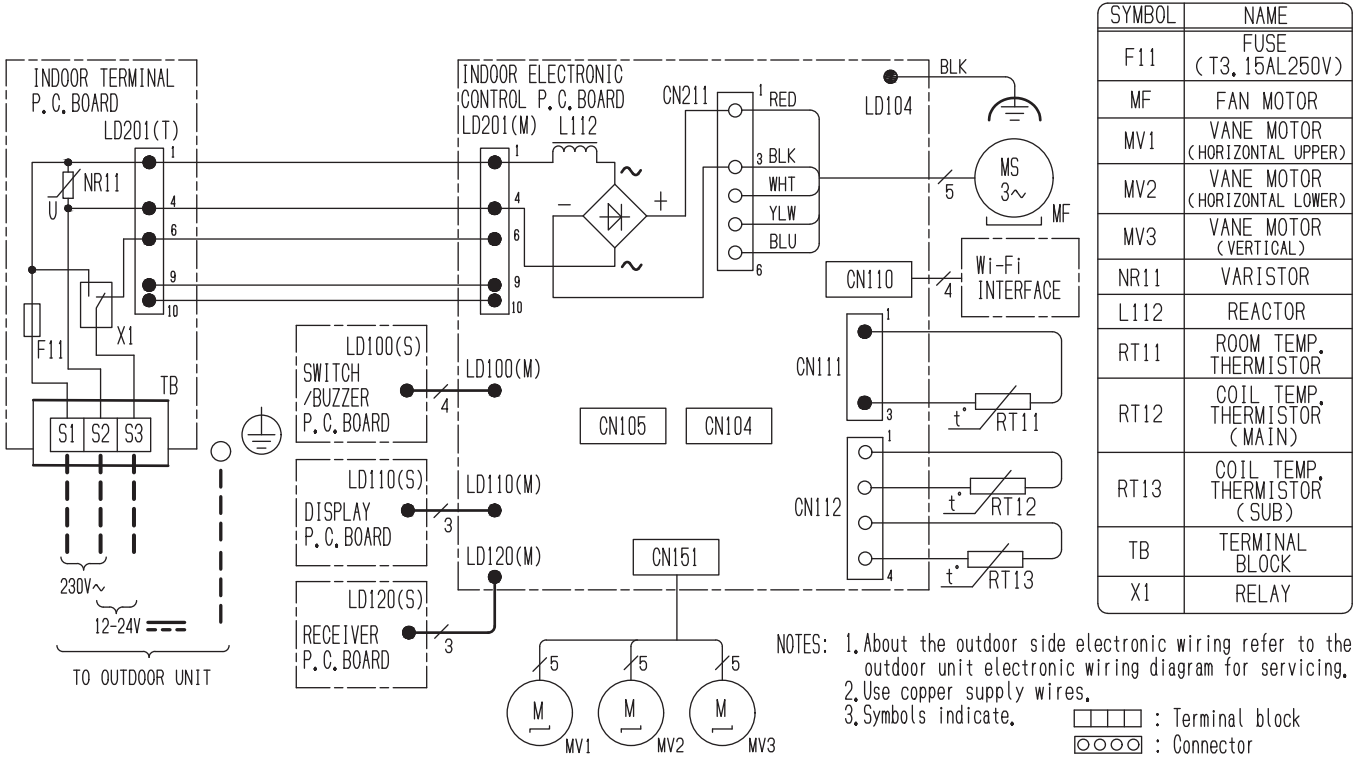 INDOOR TERMINAL
P.C.BOARD
LD201(T)
1
NR11
U
4
6
9
10
X1
F11
TB
S1 S2 S3
230V~
12-24V
TO OUTDOOR UNIT
INDOOR ELECTRONIC
CONTROL P.C.BOARD
LD201(M)
L112
1
4
6
9
10
~
-
+
~
CN211
1
RED
3
BLK
WHT
YLW
BLU
6
LD104
BLK
MS
3~
5
MF
CN110
4
Wi-Fi
INTERFACE
CN111
1
3
t°
RT11
CN105
CN104
CN112
1
4
t°
RT12
t°
RT13
LD100(S)
SWITCH
/BUZZER
P.C.BOARD
4
LD100(M)
LD110(S)
DISPLAY
P.C.BOARD
3
LD110(M)
LD120(S)
RECEIVER
P.C.BOARD
3
LD120(M)
CN151
5
5
5
M
M
M
MV1
MV2
MV3
SYMBOL NAME
F11 FUSE
(T3.15AL250V)
MF FAN MOTOR
MV1 VANE MOTOR
(HORIZONTAL UPPER)
MV2 VANE MOTOR
(HORIZONTAL LOWER)
MV3 VANE MOTOR
(VERTICAL)
NR11 VARISTOR
L112 REACTOR
RT11 ROOM TEMP.
THERMISTOR
RT12 COIL TEMP.
THERMISTOR
(MAIN)
RT13 COIL TEMP.
THERMISTOR
(SUB)
TB TERMINAL
BLOCK
X1 RELAY
NOTES: 1.About the outdoor side electronic wiring refer to the
outdoor unit electronic wiring diagram for servicing.
2.Use copper supply wires.
3.Symbols indicate.
: Terminal block
: Connector